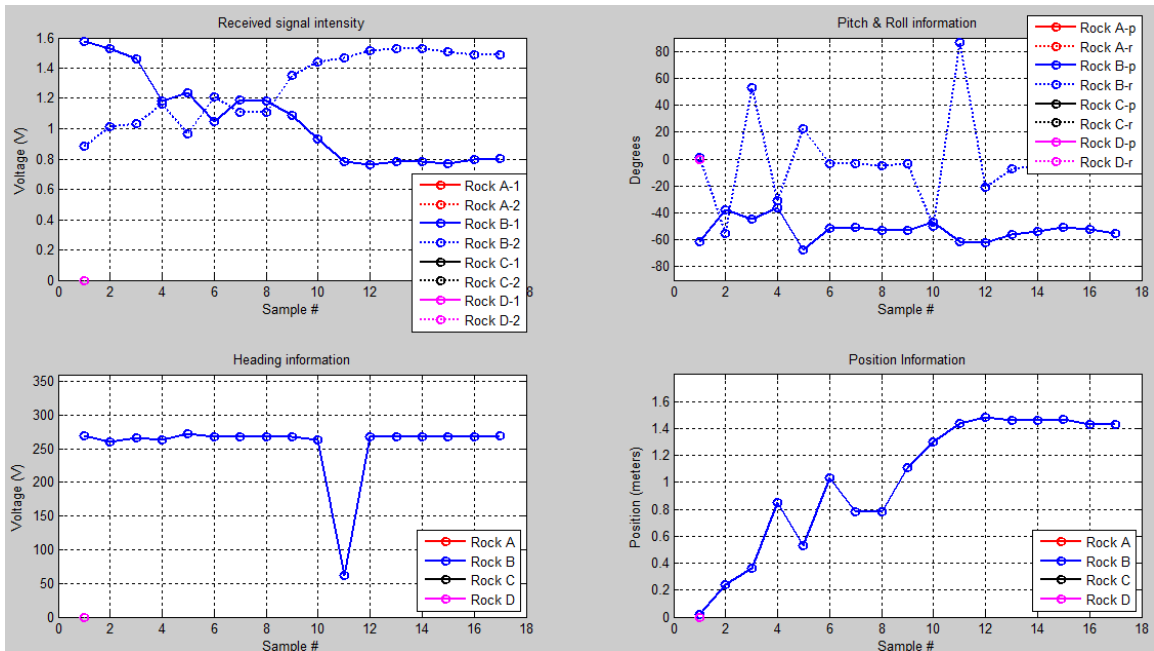 Received signal intensity
1.6
1.4
1.2
1
0.8
0.6
0.4
0.2
0
Voltage (V)
0 2 4 6 8 10 12 18
Sample #
Rock A-1
Rock A-2
Rock B-1
Rock B-2
Rock C-1
Rock C-2
Rock D-1
Rock D-2
Pitch & Roll information
80
60
40
20
0
-20
-40
-60
-80
Degrees
0 2 4 6 8 10 12 14 16 18
Sample #
Rock A-p
Rock A-r
Rock B-p
Rock B-r
Rock C-p
Rock C-r
Rock D-p
Rock D-r
Heading information
350
300
250
200
150
100
50
0
Voltage (V)
0 2 4 6 8 10 12 14 16 18
Sample #
Rock A
Rock B
Rock C
Rock D
Position Information
1.6
1.4
1.2
1
0.8
0.6
0.4
0.2
0
Position (meters)
0 2 4 6 8 10 12 14 16 18
Sample #
Rock A
Rock B
Rock C
Rock D